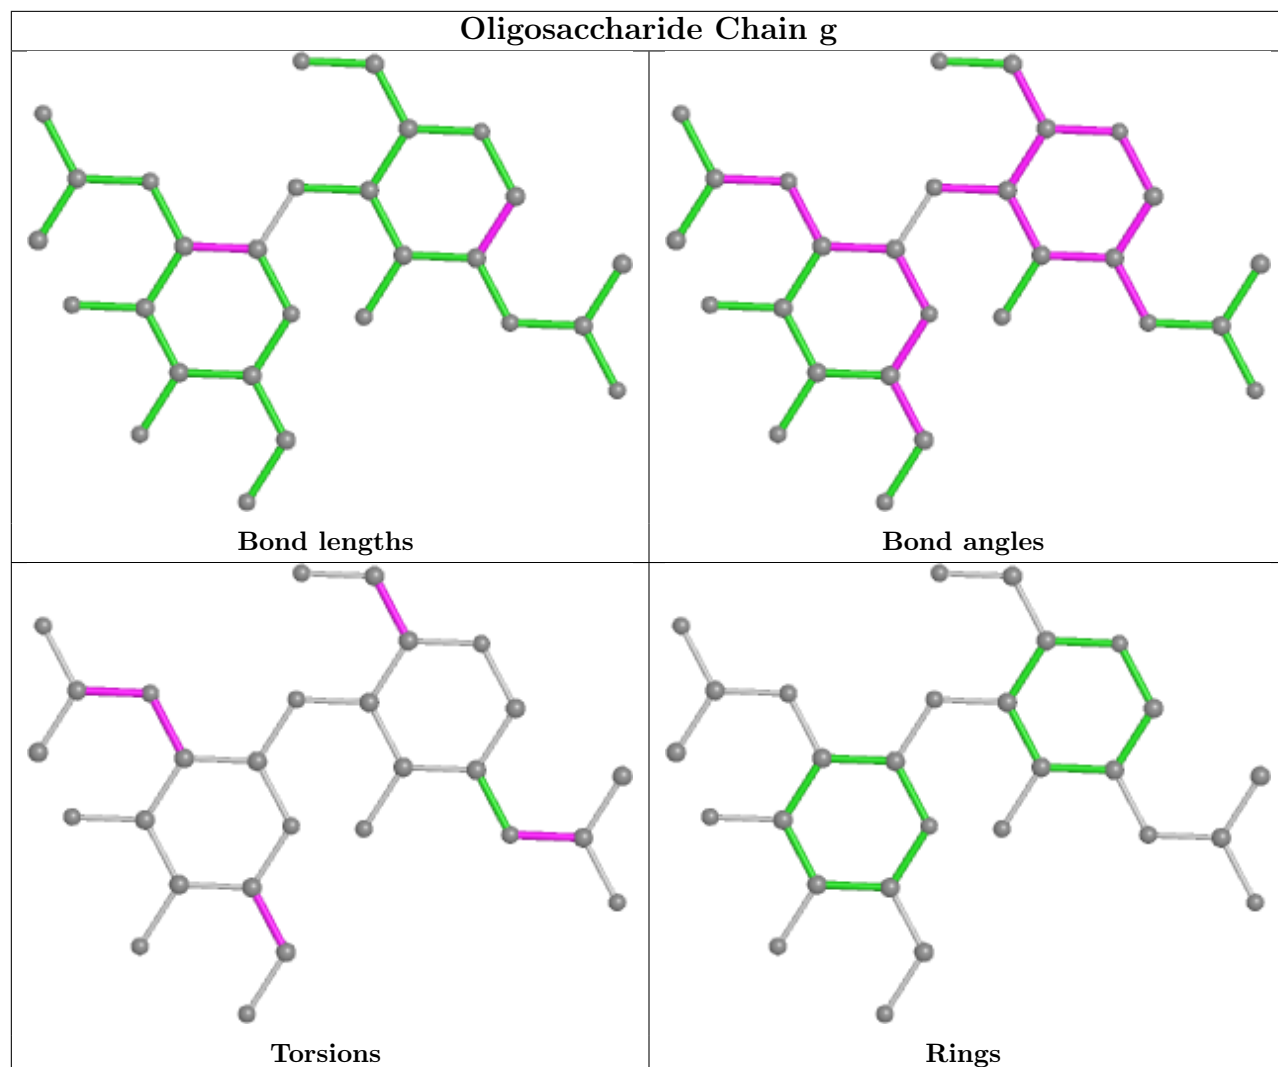 Oligosaccharide Chain g
Bond lengths
Bond angles
Torsions
Rings